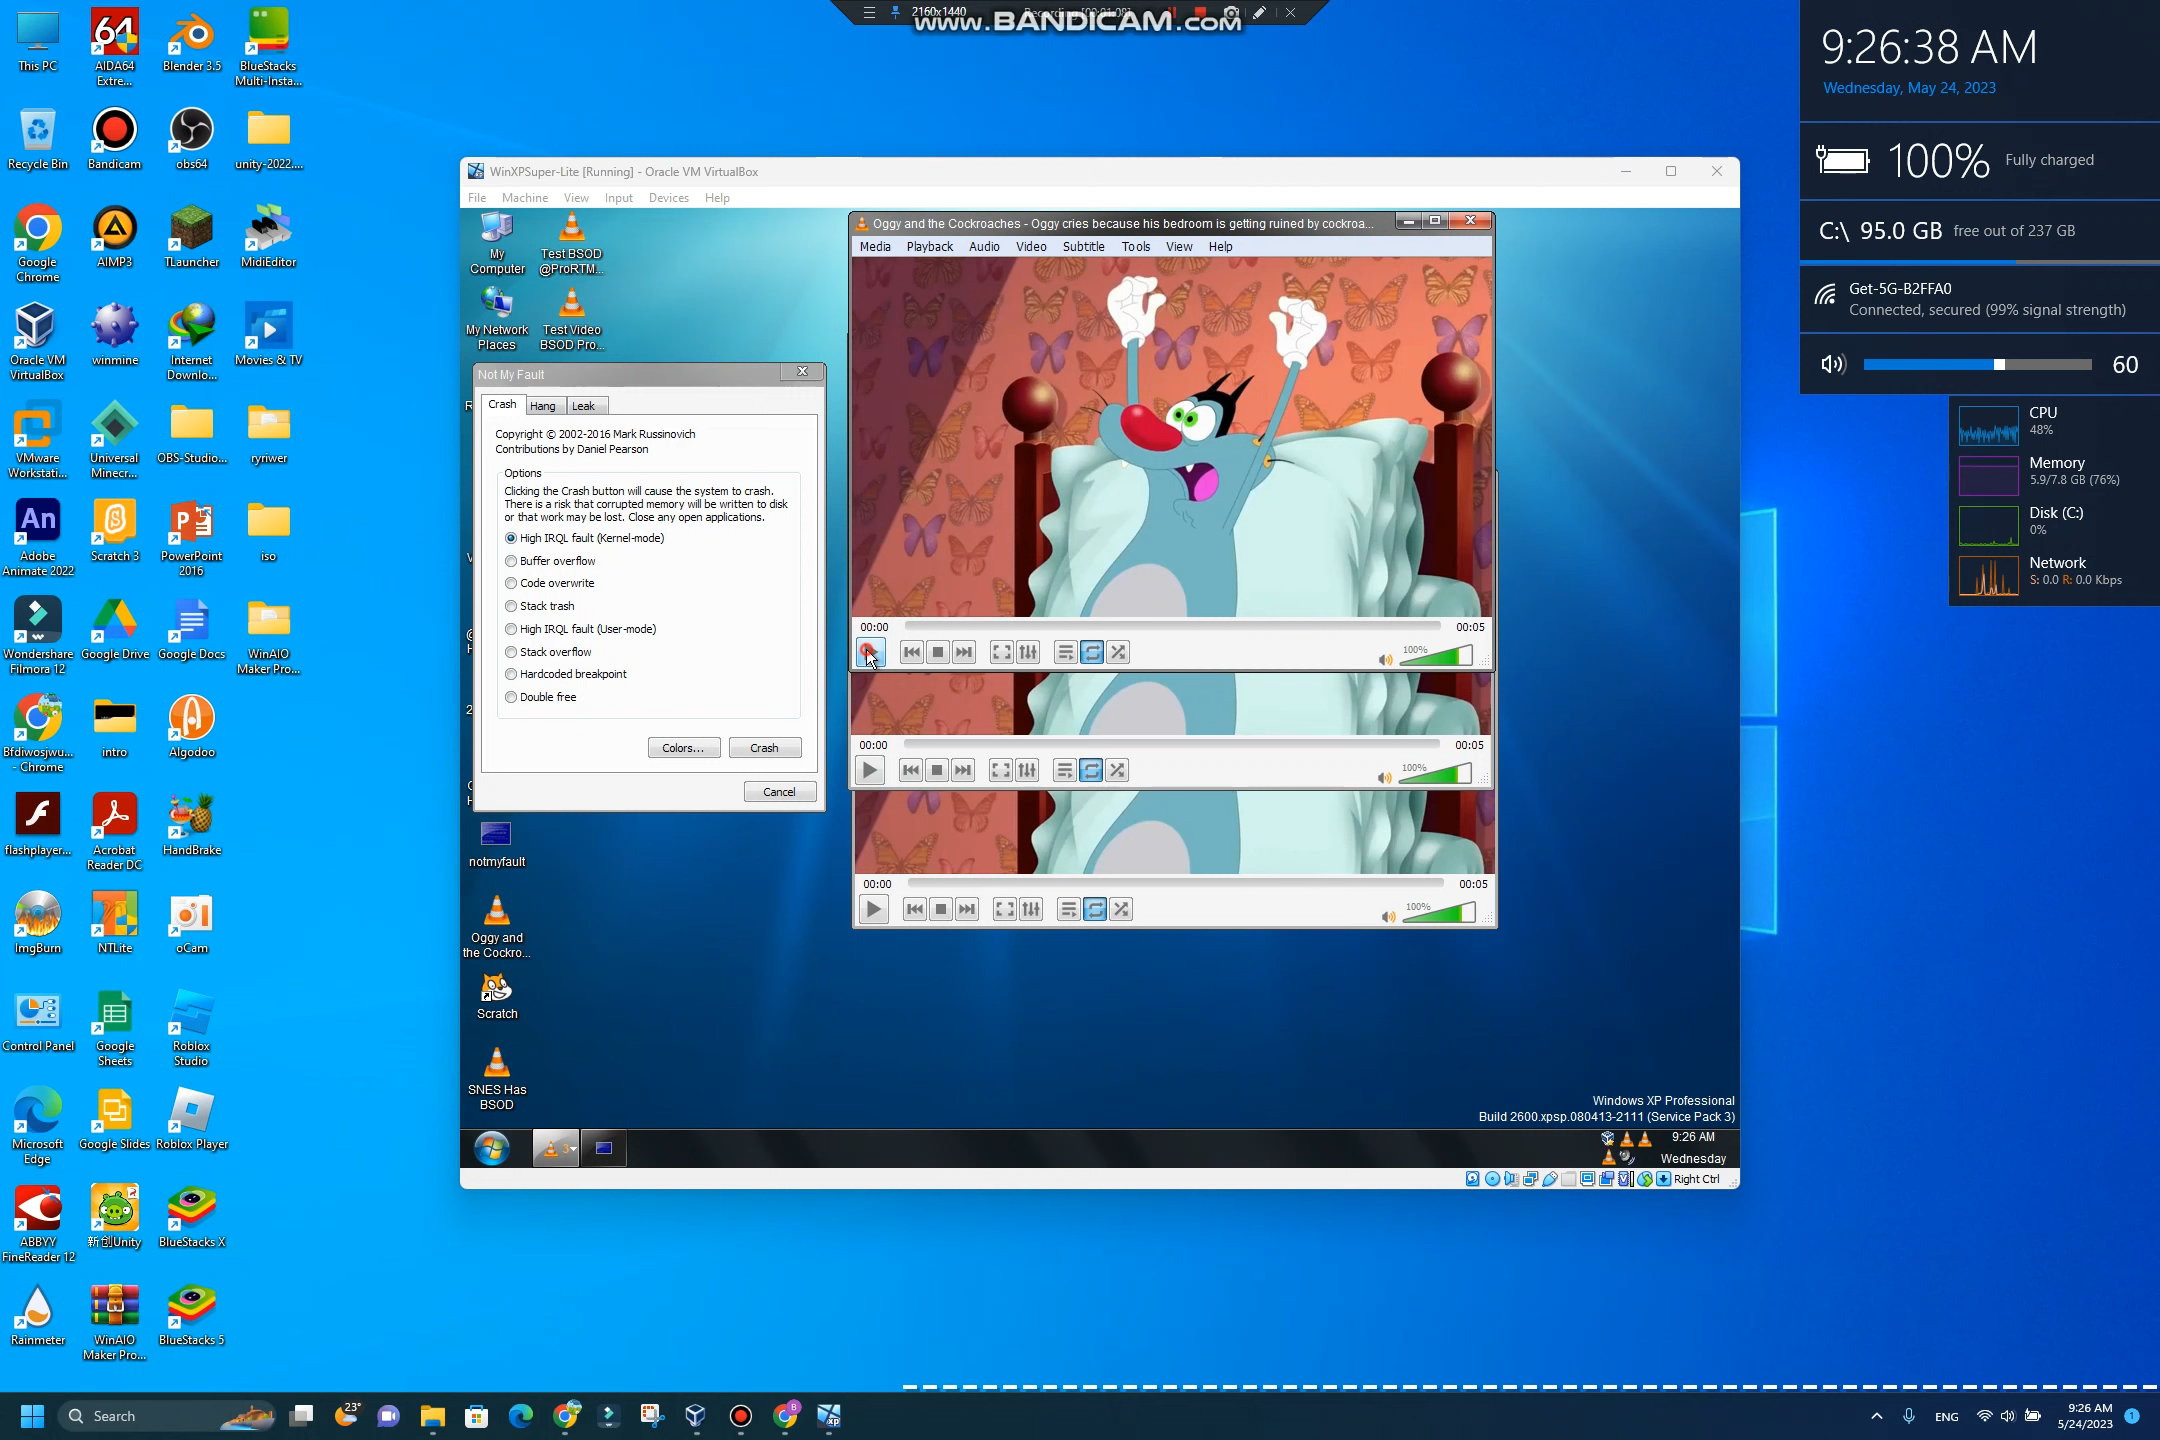 2160x1440
www.BANDICAM.com
This PC
AIDA64
Extre...
Blender 3.5
BlueStacks
Multi-Insta...
Recycle Bin
Bandicam
obs64
unity-2022....
Google
Chrome
AIMP3
TLauncher
MidiEditor
Oracle VM
VirtualBox
winmine
Internet
Downlo...
Movies & TV
VMware
Workstati...
Universal
Minecr...
OBS-Studio...
ryriwer
Adobe
Animate 2022
Scratch 3
PowerPoint
2016
iso
Wondershare
Filmora 12
Google Drive
Google Docs
WinAIO
Maker Pro...
Bfdiwosjwu...
- Chrome
intro
Algodoo
flashplayer...
Acrobat
Reader DC
HandBrake
ImgBurn
NTLite
oCam
Control Panel
Google
Sheets
Roblox
Studio
Microsoft
Edge
Google Slides
Roblox Player
ABBYY
FineReader 12
新创Unity
BlueStacks X
Rainmeter
WinAIO
Maker Pro...
BlueStacks 5
9:26:38 AM
Wednesday, May 24, 2023
100%
Fully charged
C:\ 95.0 GB free out of 237 GB
Get-5G-B2FFA0
Connected, secured (99% signal strength)
60
CPU
48%
Memory
5.9/7.8 GB (76%)
Disk (C:)
0%
Network
S: 0.0 R: 0.0 Kbps
WinXPSuper-Lite [Running] - Oracle VM VirtualBox
File Machine View Input Devices Help
My
Computer
Test BSOD
@ProRTM...
My Network
Places
Test Video
BSOD Pro...
Not My Fault
Crash Hang Leak
Copyright © 2002-2016 Mark Russinovich
Contributions by Daniel Pearson
Options
Clicking the Crash button will cause the system to crash.
There is a risk that corrupted memory will be written to disk
or that work may be lost. Close any open applications.
High IRQL fault (Kernel-mode)
Buffer overflow
Code overwrite
Stack trash
High IRQL fault (User-mode)
Stack overflow
Hardcoded breakpoint
Double free
Colors... Crash
Cancel
notmyfault
Oggy and
the Cockro...
Scratch
SNES Has
BSOD
Oggy and the Cockroaches - Oggy cries because his bedroom is getting ruined by cockroa...
Media Playback Audio Video Subtitle Tools View Help
00:00 00:05
100%
00:00 00:05
100%
00:00 00:05
100%
Windows XP Professional
Build 2600.xpsp.080413-2111 (Service Pack 3)
3
9:26 AM
Wednesday
Right Ctrl
Search
23°
ENG
9:26 AM
5/24/2023
1